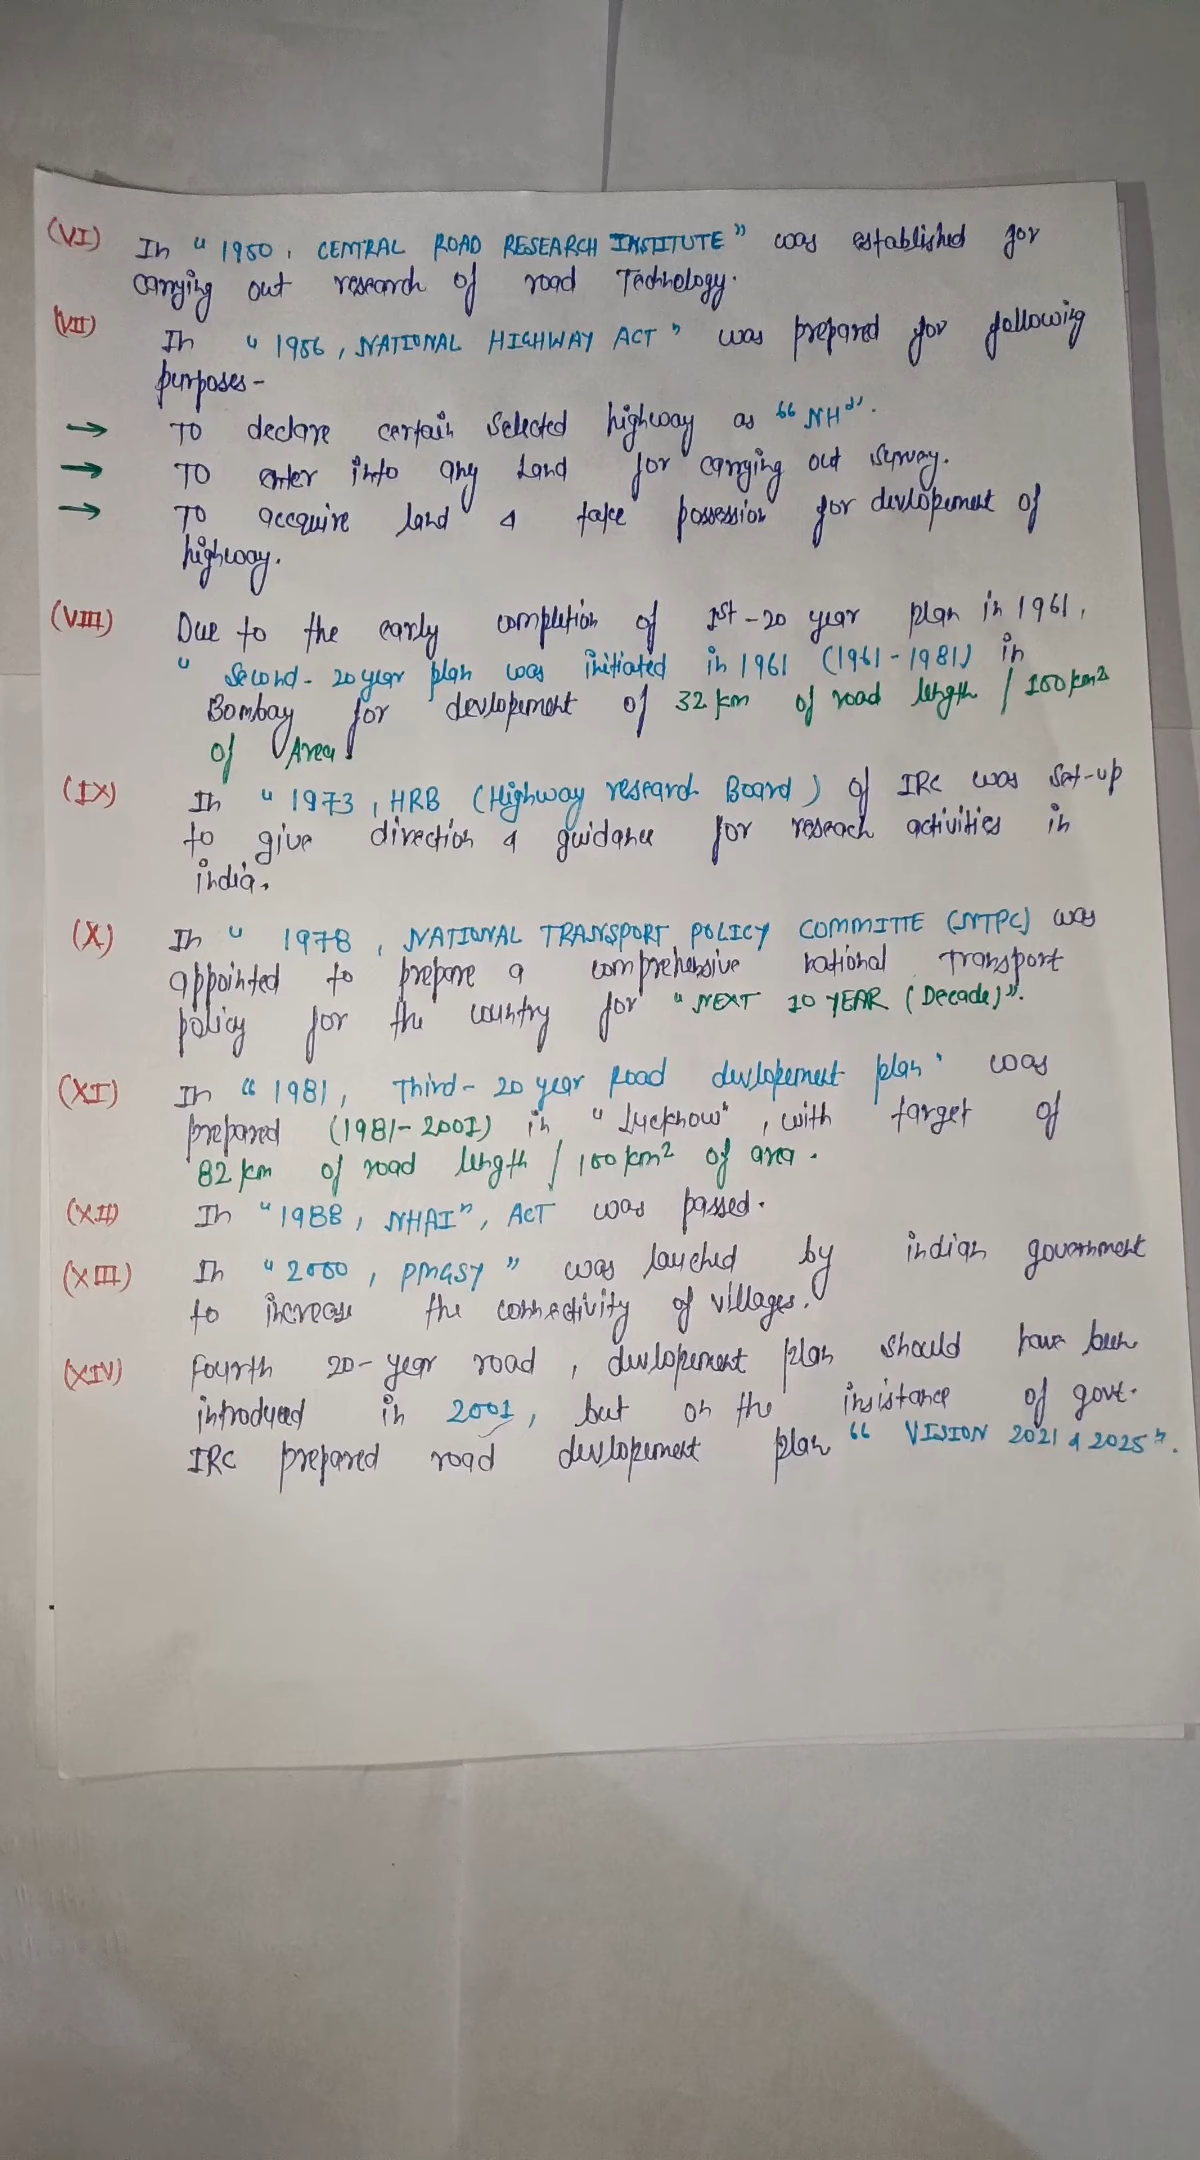 (VI) In "1950, CENTRAL ROAD RESEARCH INSTITUTE" was established for
carrying out research of road Technology.
(VII) In "1956, NATIONAL HIGHWAY ACT" was prepared for following
purposes-
→ TO declare certain selected highway as "NH".
→ TO enter into any land for carrying out survay.
→ TO accquire land & take possession for devlopement of
highway.
(VIII) Due to the early completion of 1st-20 year plan in 1961,
" Second-20 year plan was initiated in 1961 (1961-1981) in
Bombay for devlopement of 32 km of road length / 100 km²
of Area.
(IX) In "1973, HRB (Highway research Board) of IRC was set-up
to give direction & guidance for reseach activities in
india.
(X) In "1978, NATIONAL TRANSPORT POLICY COMMITTE (NTPC) was
appointed to prepare a comprehensive national transport
policy for the country for "NEXT 10 YEAR (Decade)".
(XI) In "1981, Third-20 year road devlopement plan" was
prepared (1981-2001) in "Lucknow", with target of
82 km of road length / 100 km² of area.
(XII) In "1988, NHAI", ACT was passed.
(XIII) In "2000, PMGSY" was lauched by indian government
to increase the connectivity of villages.
(XIV) Fourth 20-year road, devlopement plan should have been
introduced in 2001, but on the insistance of govt.
IRC prepared road devlopement plan "VISION 2021 & 2025".